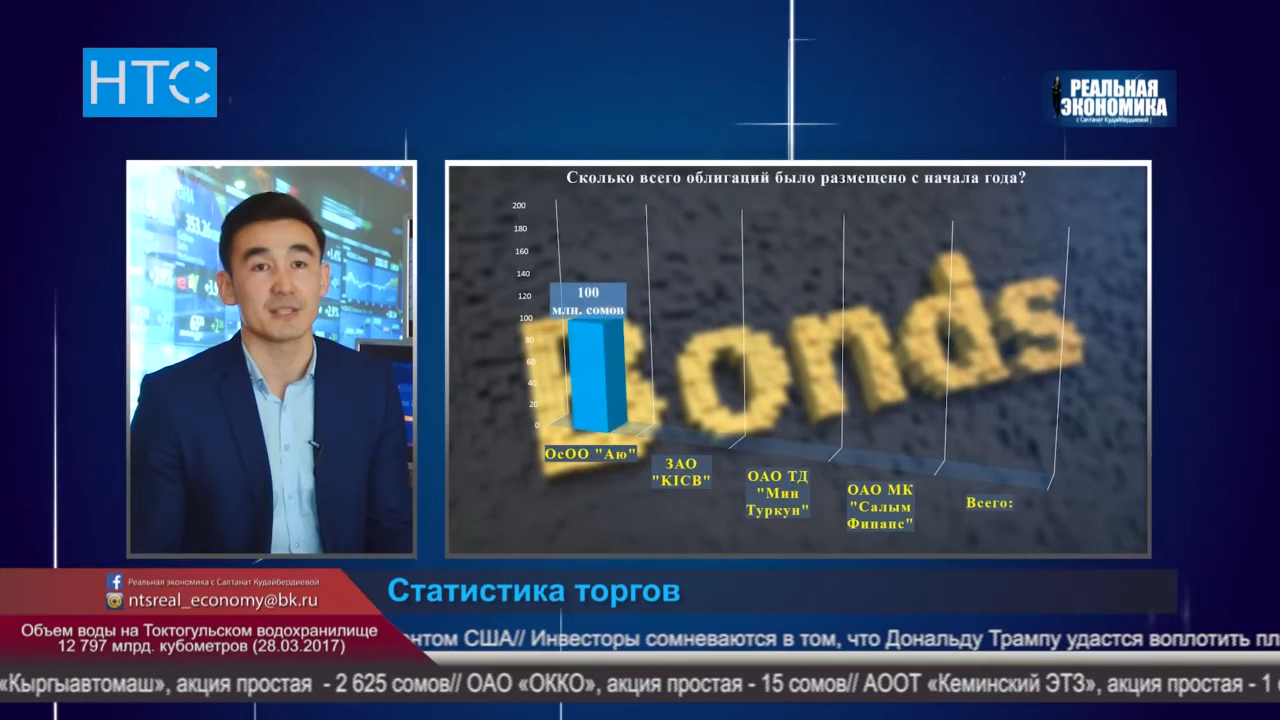 НТС
РЕАЛЬНАЯ
ЭКОНОМИКА
с Салтанат Кудайбердиевой
Сколько всего облигаций было размещено с начала года?
200
180
160
140
120
100
80
60
40
20
0
100
млн. сомов
Bonds
ОсОО "Аю"
ЗАО
"KICB"
ОАО ТД
"Мин
Туркун"
ОАО МК
"Салым
Финанс"
Всего:
Реальная экономика с Салтанат Кудайбердиевой
ntsreal_economy@bk.ru
Статистика торгов
Объем воды на Токтогульском водохранилище
12 797 млрд. кубометров (28.03.2017)
нтом США// Инвесторы сомневаются в том, что Дональду Трампу удастся воплотить пл
«Кыргыавтомаш», акция простая - 2 625 сомов// ОАО «ОККО», акция простая - 15 сомов// АООТ «Кеминский ЭТЗ», акция простая - 1